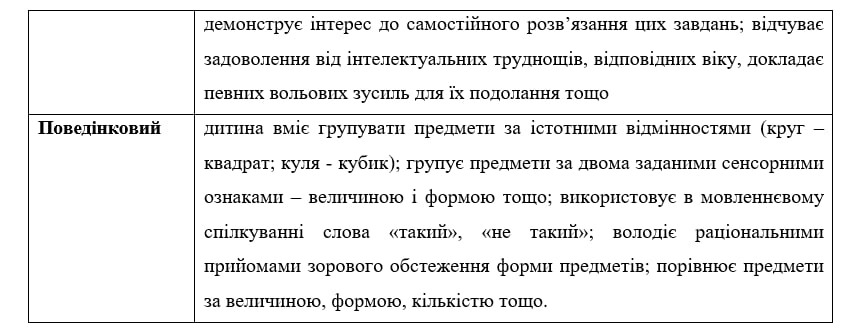 демонструє інтерес до самостійного розв’язання цих завдань; відчуває
задоволення від інтелектуальних труднощів, відповідних віку, докладає
певних вольових зусиль для їх подолання тощо
Поведінковий
дитина вміє групувати предмети за істотними відмінностями (круг –
квадрат; куля - кубик); групує предмети за двома заданими сенсорними
ознаками – величиною і формою тощо; використовує в мовленнєвому
спілкуванні слова «такий», «не такий»; володіє раціональними
прийомами зорового обстеження форми предметів; порівнює предмети
за величиною, формою, кількістю тощо.